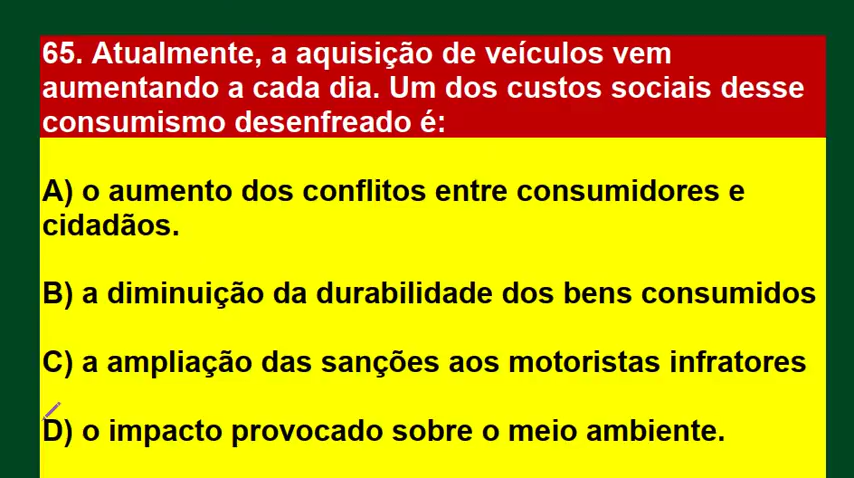 65. Atualmente, a aquisição de veículos vem
aumentando a cada dia. Um dos custos sociais desse
consumismo desenfreado é:
A) o aumento dos conflitos entre consumidores e
cidadãos.
B) a diminuição da durabilidade dos bens consumidos
C) a ampliação das sanções aos motoristas infratores
D) o impacto provocado sobre o meio ambiente.